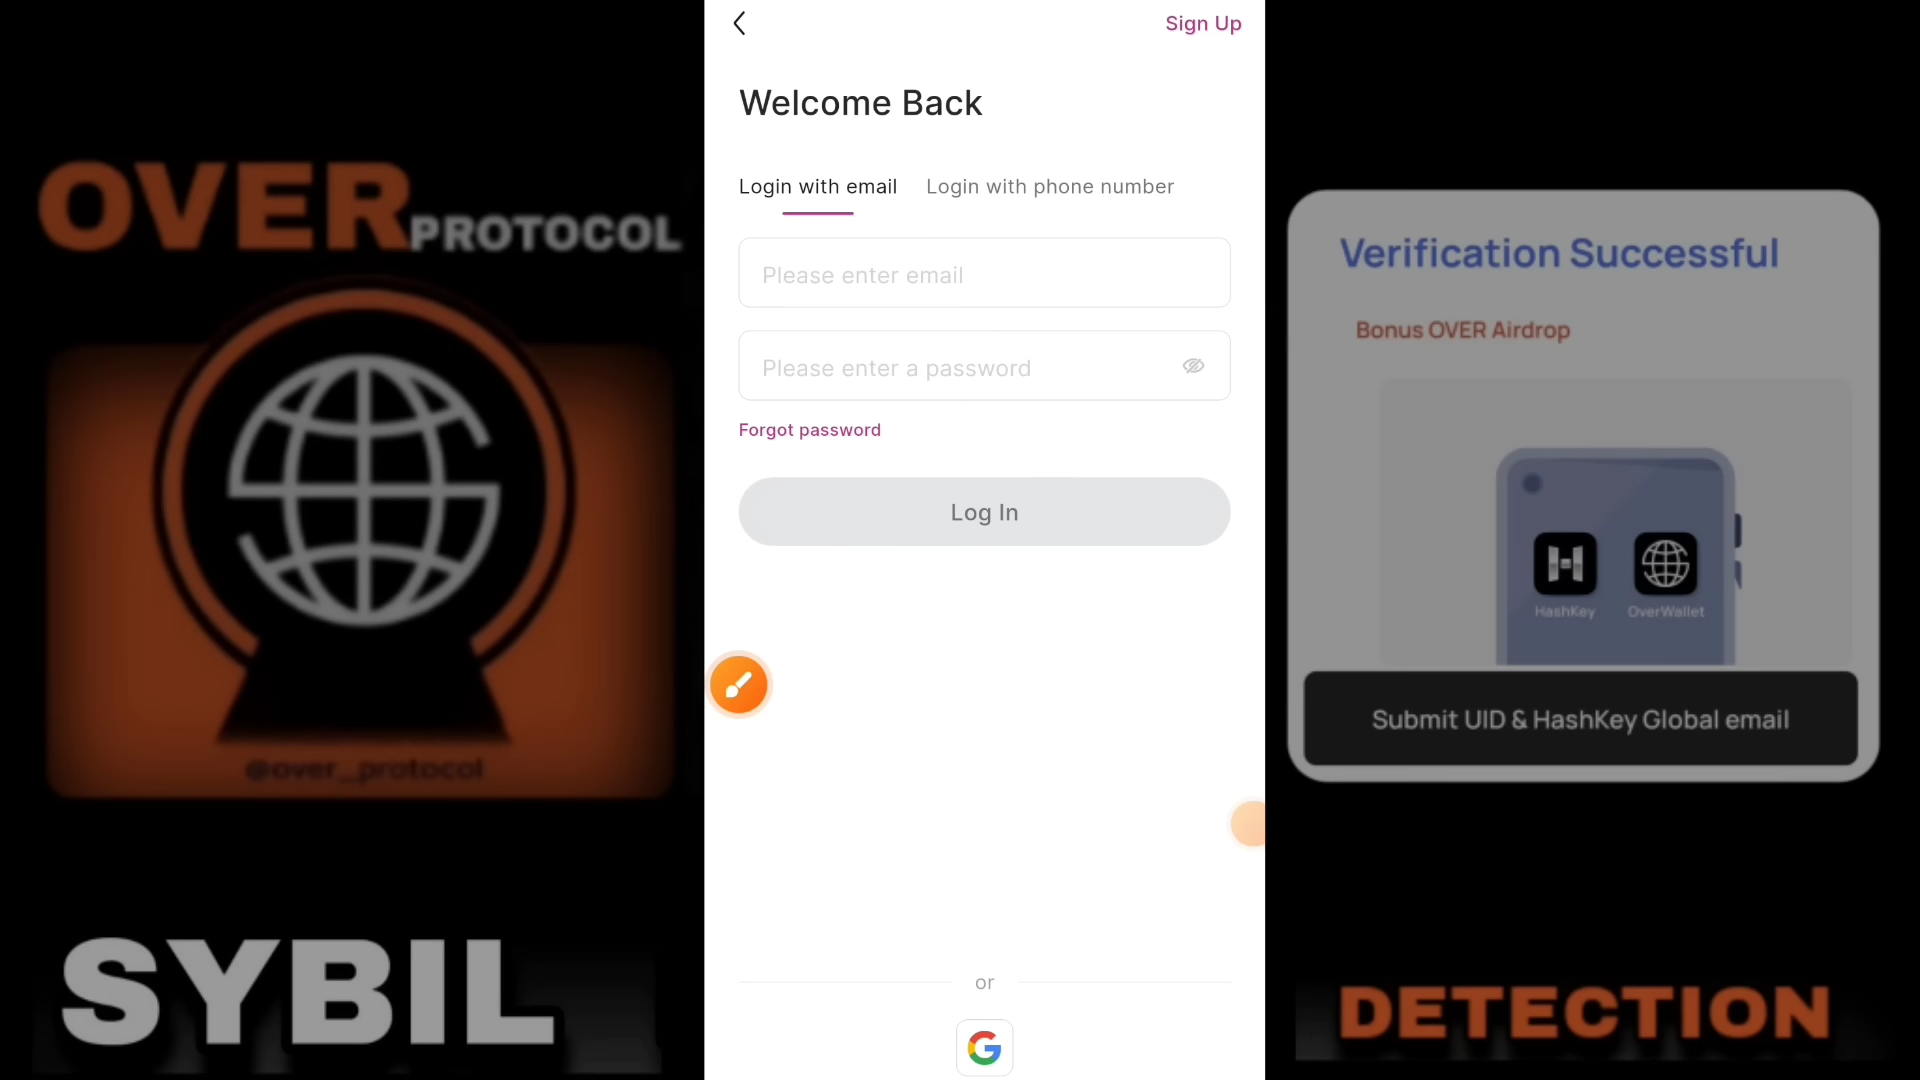 OVER PROTOCOL
@over_protocol
SYBIL
Sign Up
Welcome Back
Login with email Login with phone number
Please enter email
Please enter a password
Forgot password
Log In
or
Verification Successful
Bonus OVER Airdrop
HashKey OverWallet
Submit UID & HashKey Global email
DETECTION